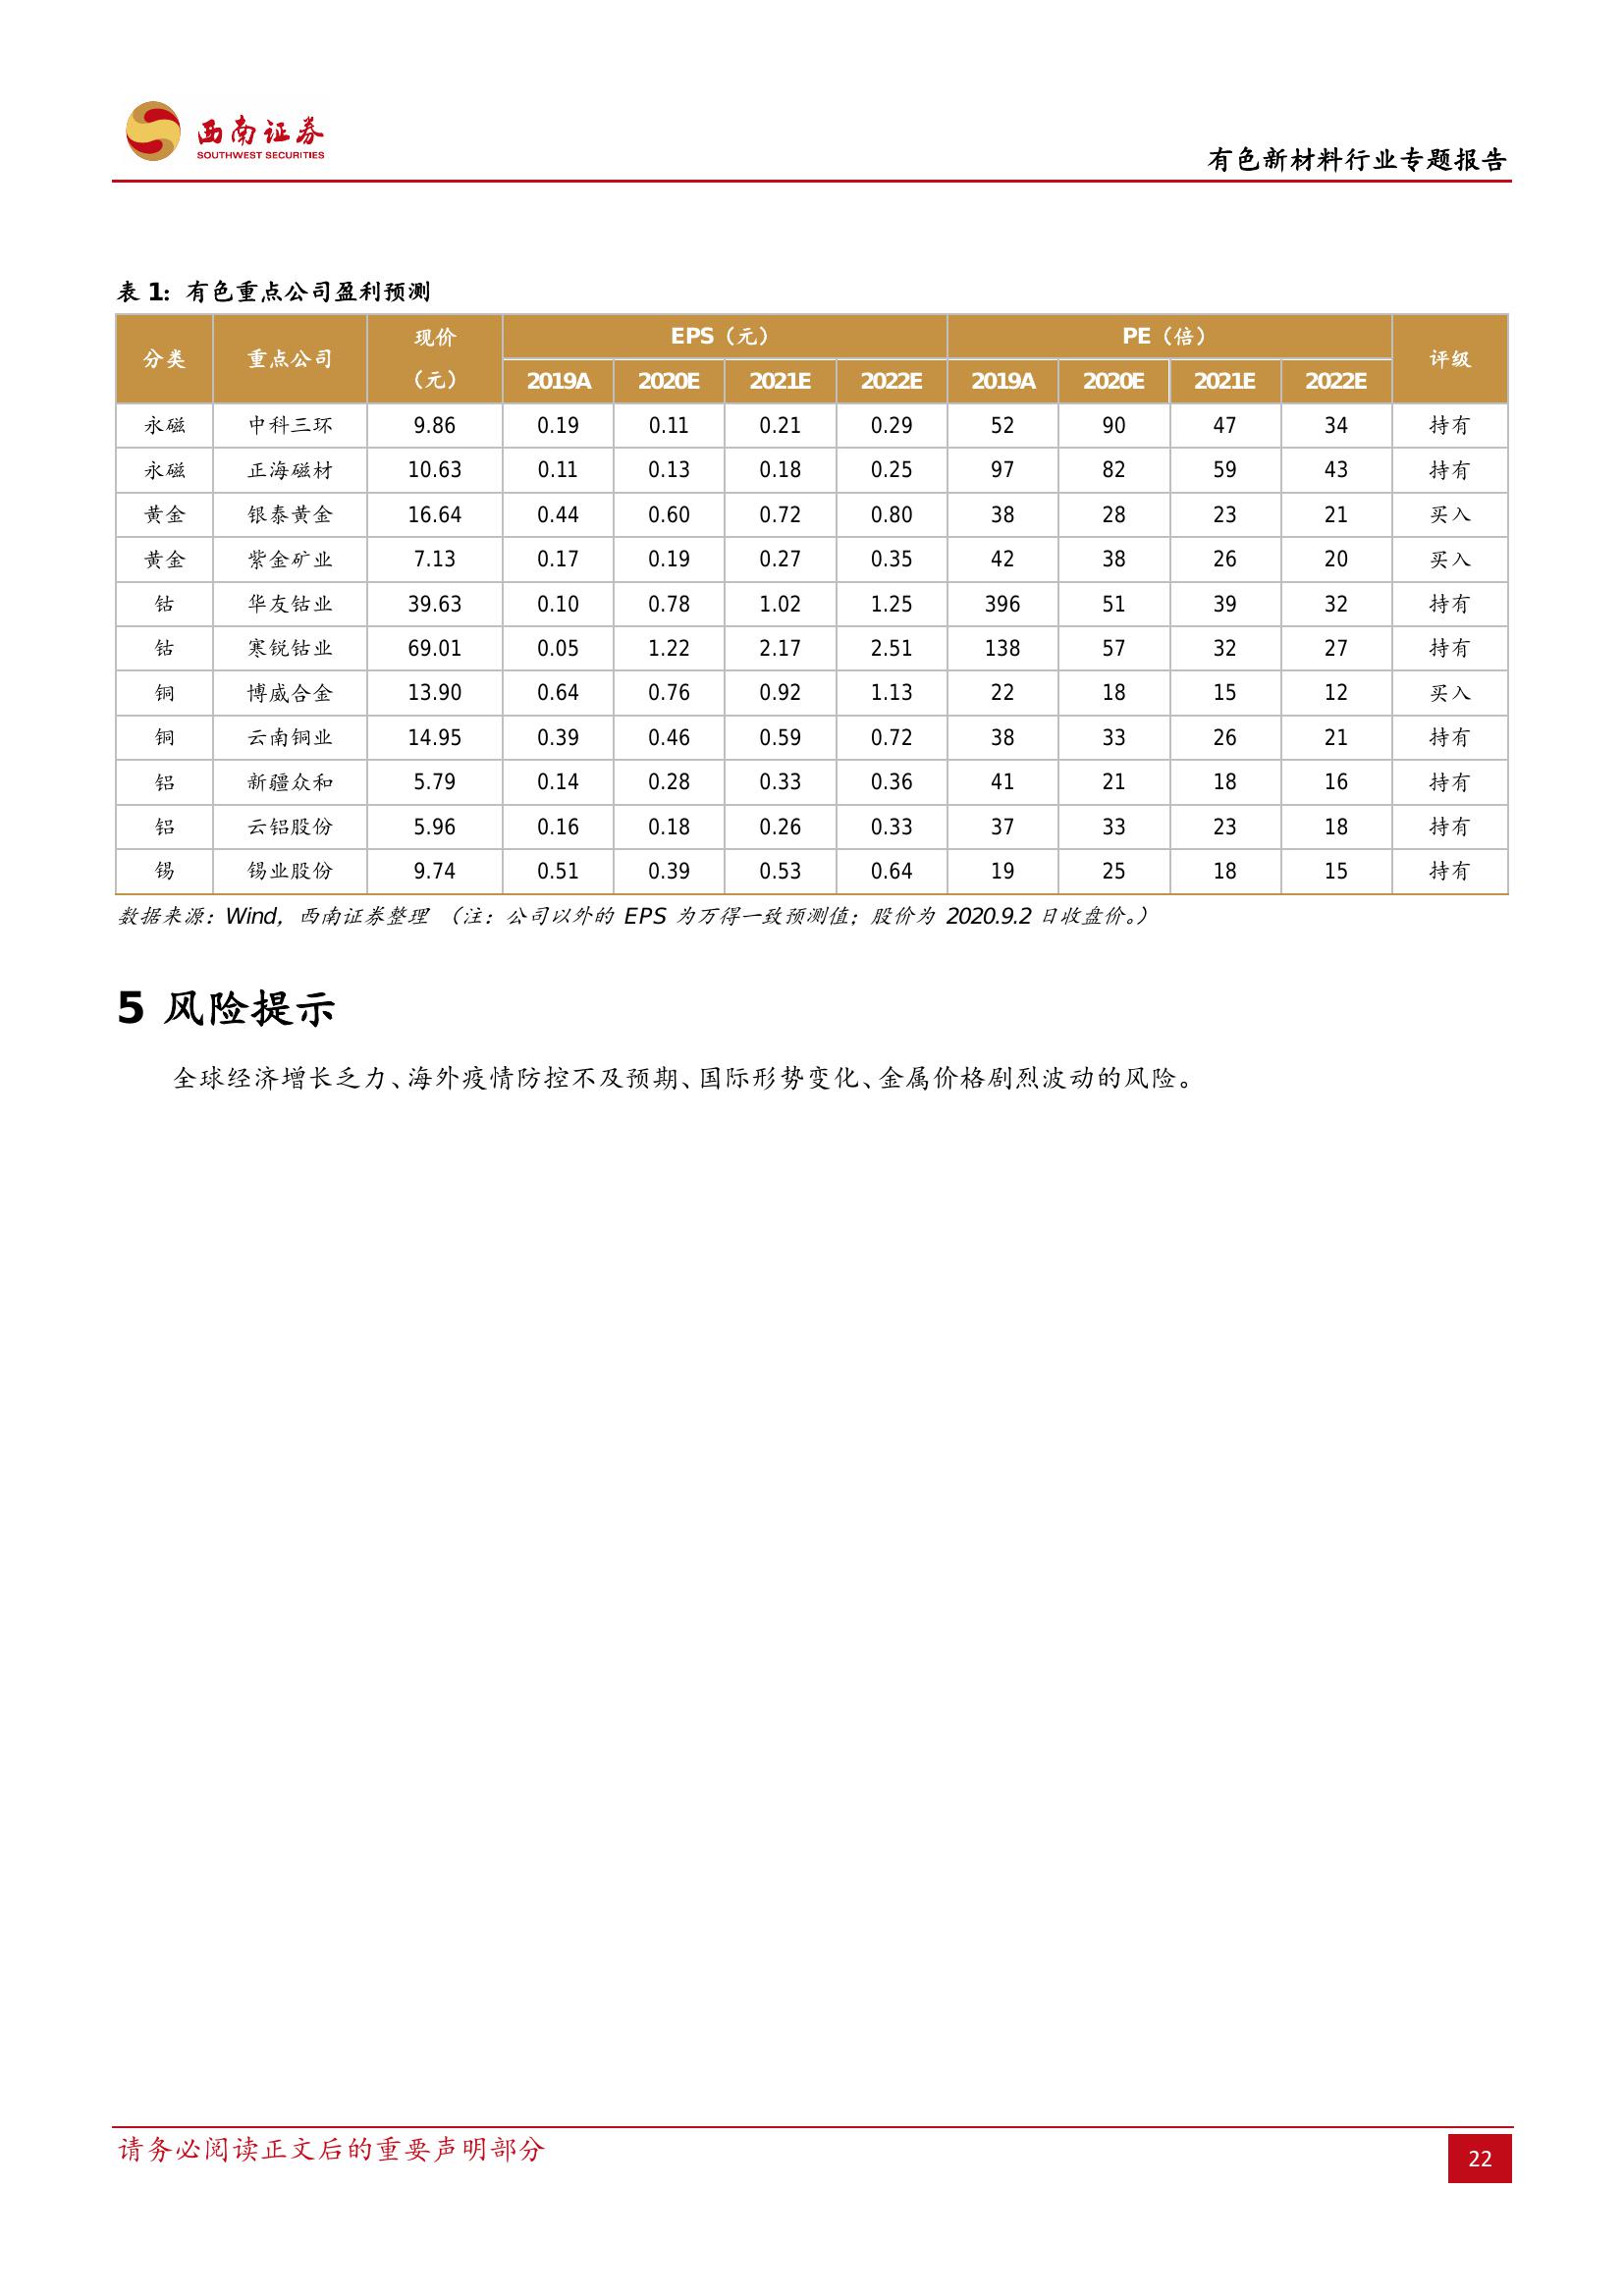 西南证券
SOUTHWEST SECURITIES
有色新材料行业专题报告
表 1：有色重点公司盈利预测
分类 重点公司 现价（元） EPS（元） PE（倍） 评级
2019A 2020E 2021E 2022E 2019A 2020E 2021E 2022E
永磁 中科三环 9.86 0.19 0.11 0.21 0.29 52 90 47 34 持有
永磁 正海磁材 10.63 0.11 0.13 0.18 0.25 97 82 59 43 持有
黄金 银泰黄金 16.64 0.44 0.60 0.72 0.80 38 28 23 21 买入
黄金 紫金矿业 7.13 0.17 0.19 0.27 0.35 42 38 26 20 买入
钴 华友钴业 39.63 0.10 0.78 1.02 1.25 396 51 39 32 持有
钴 寒锐钴业 69.01 0.05 1.22 2.17 2.51 138 57 32 27 持有
铜 博威合金 13.90 0.64 0.76 0.92 1.13 22 18 15 12 买入
铜 云南铜业 14.95 0.39 0.46 0.59 0.72 38 33 26 21 持有
铝 新疆众和 5.79 0.14 0.28 0.33 0.36 41 21 18 16 持有
铝 云铝股份 5.96 0.16 0.18 0.26 0.33 37 33 23 18 持有
锡 锡业股份 9.74 0.51 0.39 0.53 0.64 19 25 18 15 持有
数据来源：Wind，西南证券整理 （注：公司以外的 EPS 为万得一致预测值；股价为 2020.9.2 日收盘价。）
5 风险提示
全球经济增长乏力、海外疫情防控不及预期、国际形势变化、金属价格剧烈波动的风险。
请务必阅读正文后的重要声明部分
22